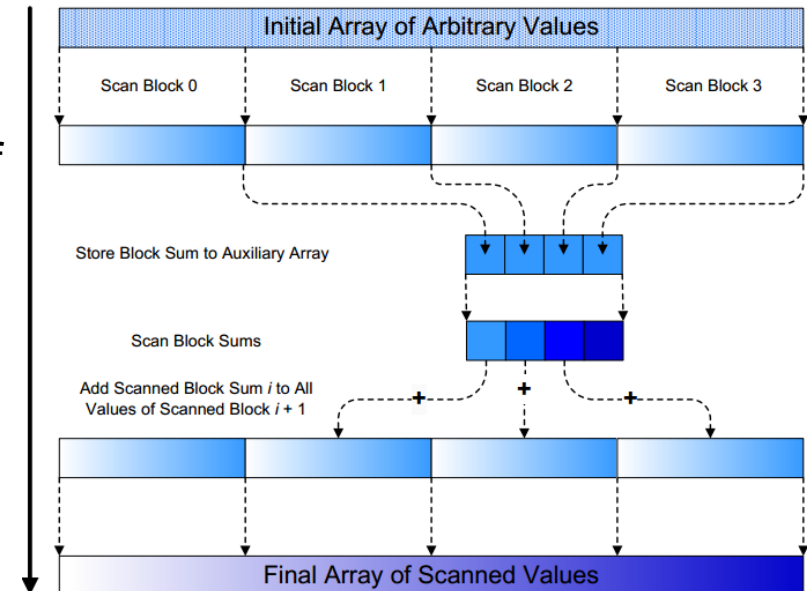 Initial Array of Arbitrary Values
Scan Block 0 Scan Block 1 Scan Block 2 Scan Block 3
Store Block Sum to Auxiliary Array
Scan Block Sums
Add Scanned Block Sum i to All
Values of Scanned Block i + 1
+ + +
Final Array of Scanned Values